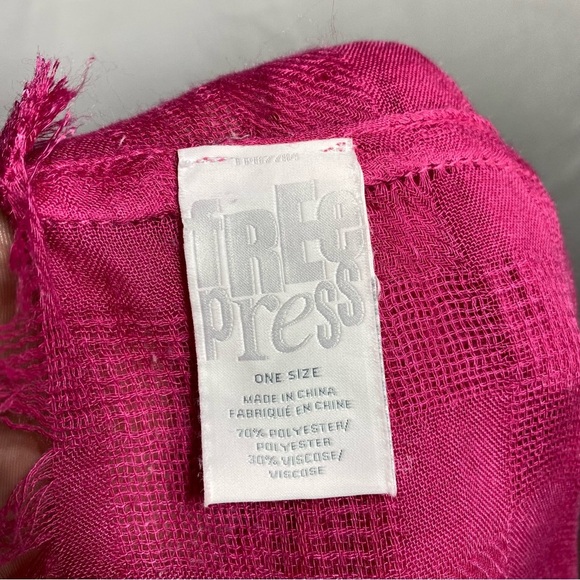 fREe
press
ONE SIZE
MADE IN CHINA
FABRIQUÉ EN CHINE
70% POLYESTER/
POLYESTER
30% VISCOSE/
VISCOSE